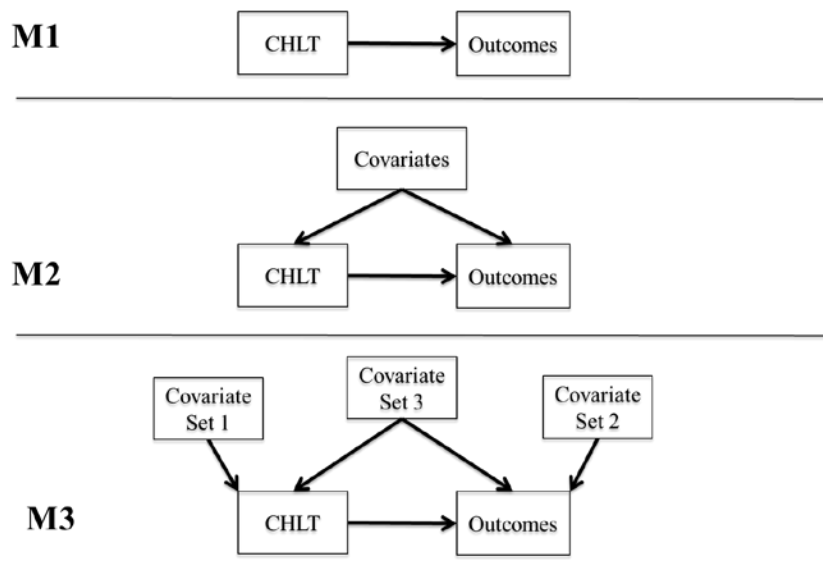 M1
CHLT
Outcomes
Covariates
M2
CHLT
Outcomes
Covariate
Set 1
Covariate
Set 3
Covariate
Set 2
M3
CHLT
Outcomes